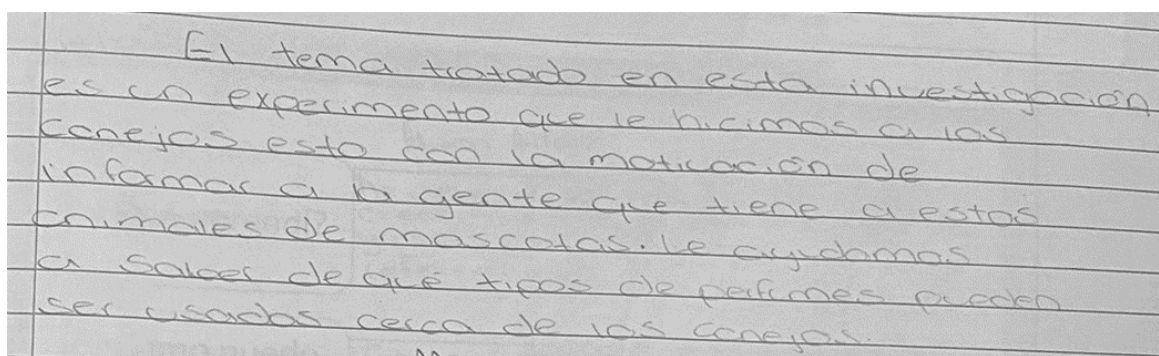 El tema tratado en esta investigación
es un experimento que le hicimos a los
conejos esto con la motivación de
informar a la gente que tiene a estos
animales de mascotas. Le ayudamos
a saber de qué tipos de perfumes pueden
ser usados cerca de los conejos.